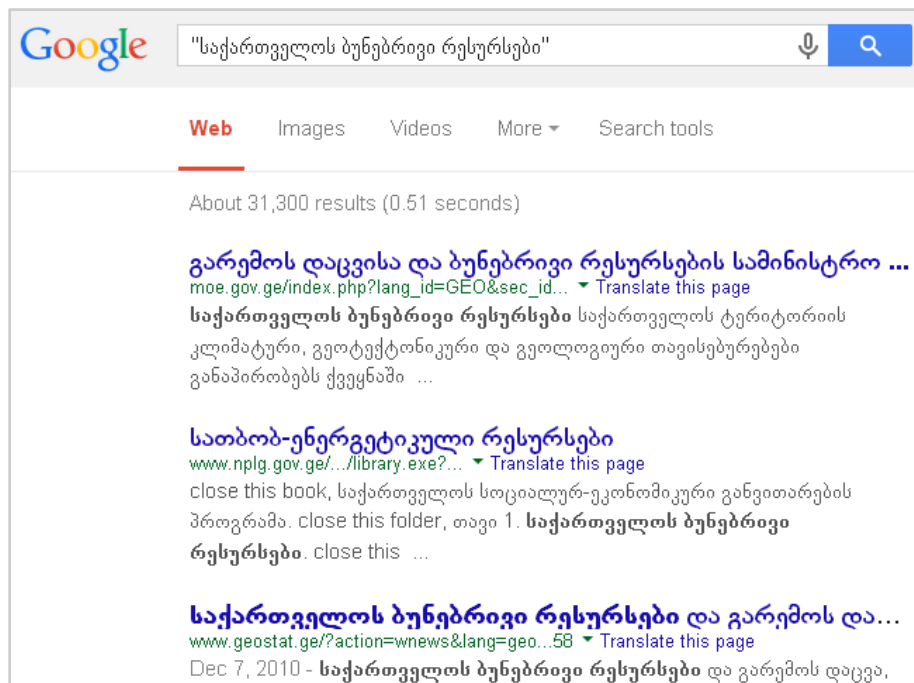 Google "საქართველოს ბუნებრივი რესურსები"
Web Images Videos More Search tools
About 31,300 results (0.51 seconds)
გარემოს დაცვისა და ბუნებრივი რესურსების სამინისტრო ...
moe.gov.ge/index.php?lang_id=GEO&sec_id... Translate this page
საქართველოს ბუნებრივი რესურსები საქართველოს ტერიტორიის
კლიმატური, გეოტექტონიკური და გეოლოგიური თავისებურებები
განაპირობებს ქვეყნაში ...
სათბობ-ენერგეტიკული რესურსები
www.nplg.gov.ge/.../library.exe?... Translate this page
close this book, საქართველოს სოციალურ-ეკონომიკური განვითარების
პროგრამა. close this folder, თავი 1. საქართველოს ბუნებრივი
რესურსები. close this ...
საქართველოს ბუნებრივი რესურსები და გარემოს და...
www.geostat.ge/?action=wnews&lang=geo...58 Translate this page
Dec 7, 2010 - საქართველოს ბუნებრივი რესურსები და გარემოს დაცვა,